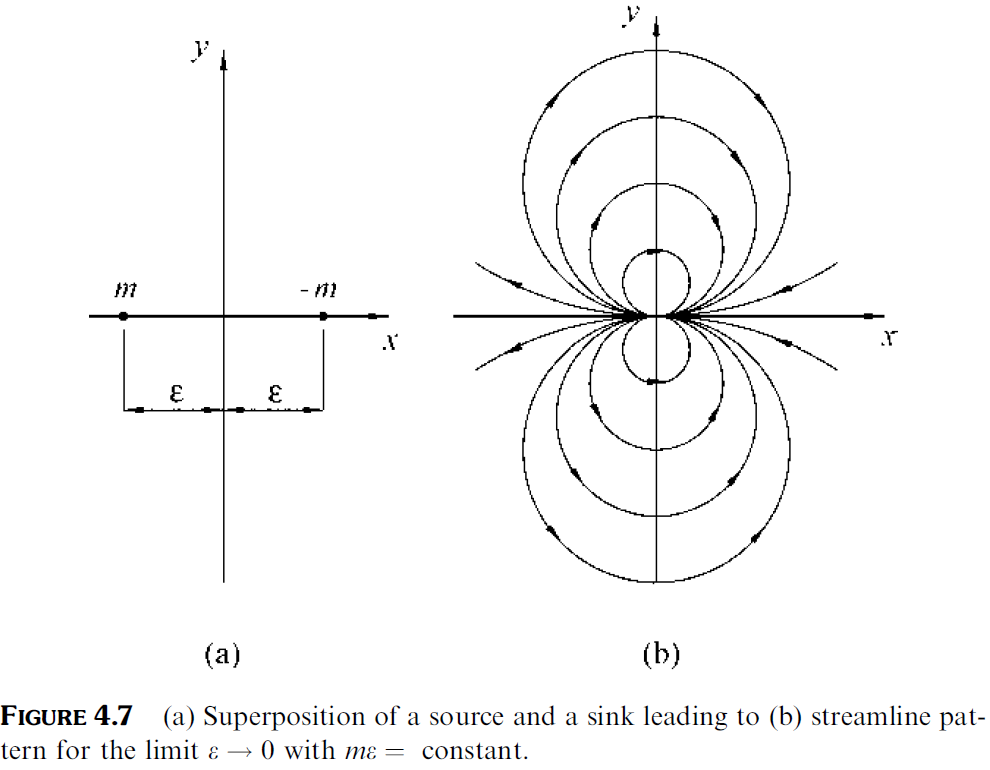 y
y
m
- m
x
x
ε
ε
(a)
(b)
FIGURE 4.7 (a) Superposition of a source and a sink leading to (b) streamline pat-
tern for the limit ε → 0 with mε = constant.